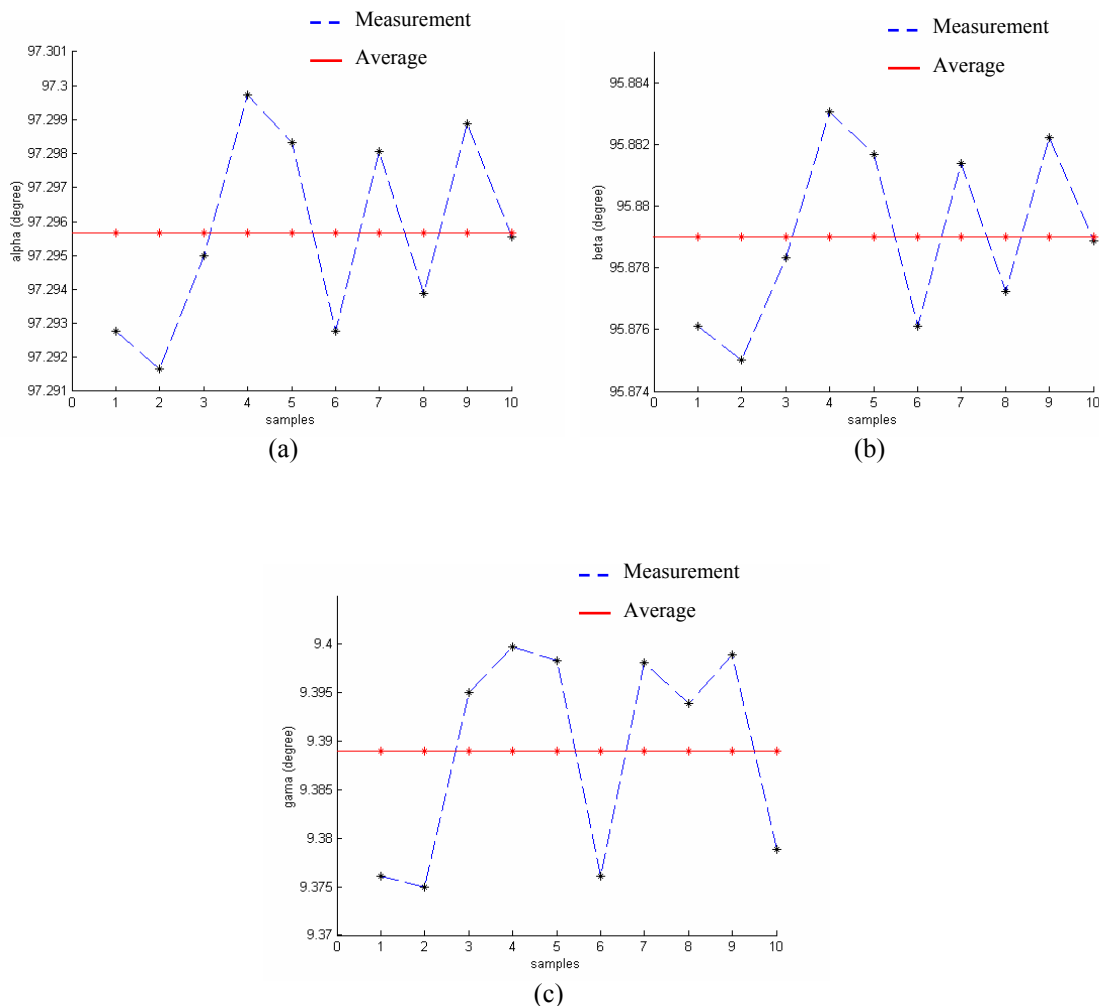 Measurement
Average
97.301
97.3
97.299
97.298
97.297
97.296
97.295
97.294
97.293
97.292
97.291
alpha (degree)
0 1 2 3 4 5 6 7 8 9 10
samples
(a)
Measurement
Average
95.884
95.882
95.88
95.878
95.876
95.874
beta (degree)
0 1 2 3 4 5 6 7 8 9 10
samples
(b)
Measurement
Average
9.4
9.395
9.39
9.385
9.38
9.375
9.37
gama (degree)
0 1 2 3 4 5 6 7 8 9 10
samples
(c)